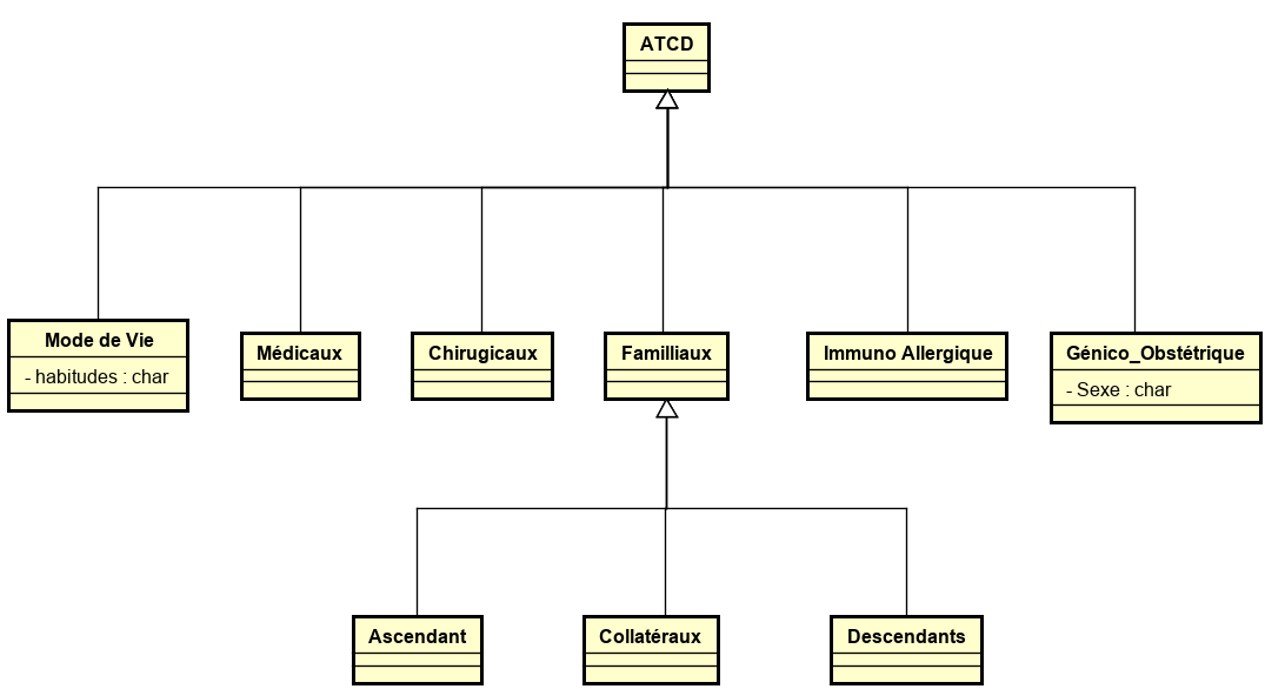 ATCD
Mode de Vie
- habitudes : char
Médicaux
Chirugicaux
Familliaux
Immuno Allergique
Génico_Obstétrique
- Sexe : char
Ascendant
Collatéraux
Descendants